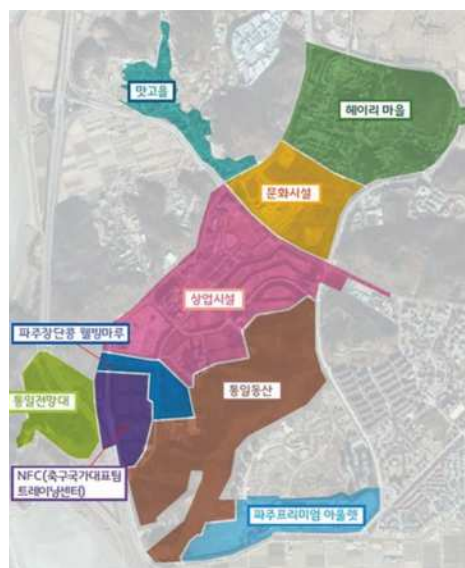 맛고을
헤이리 마을
문화시설
상업시설
파주장단콩 웰빙마루
통일동산
통일전망대
NFC(축구국가대표팀
트레이닝센터)
파주프리미엄 아울렛